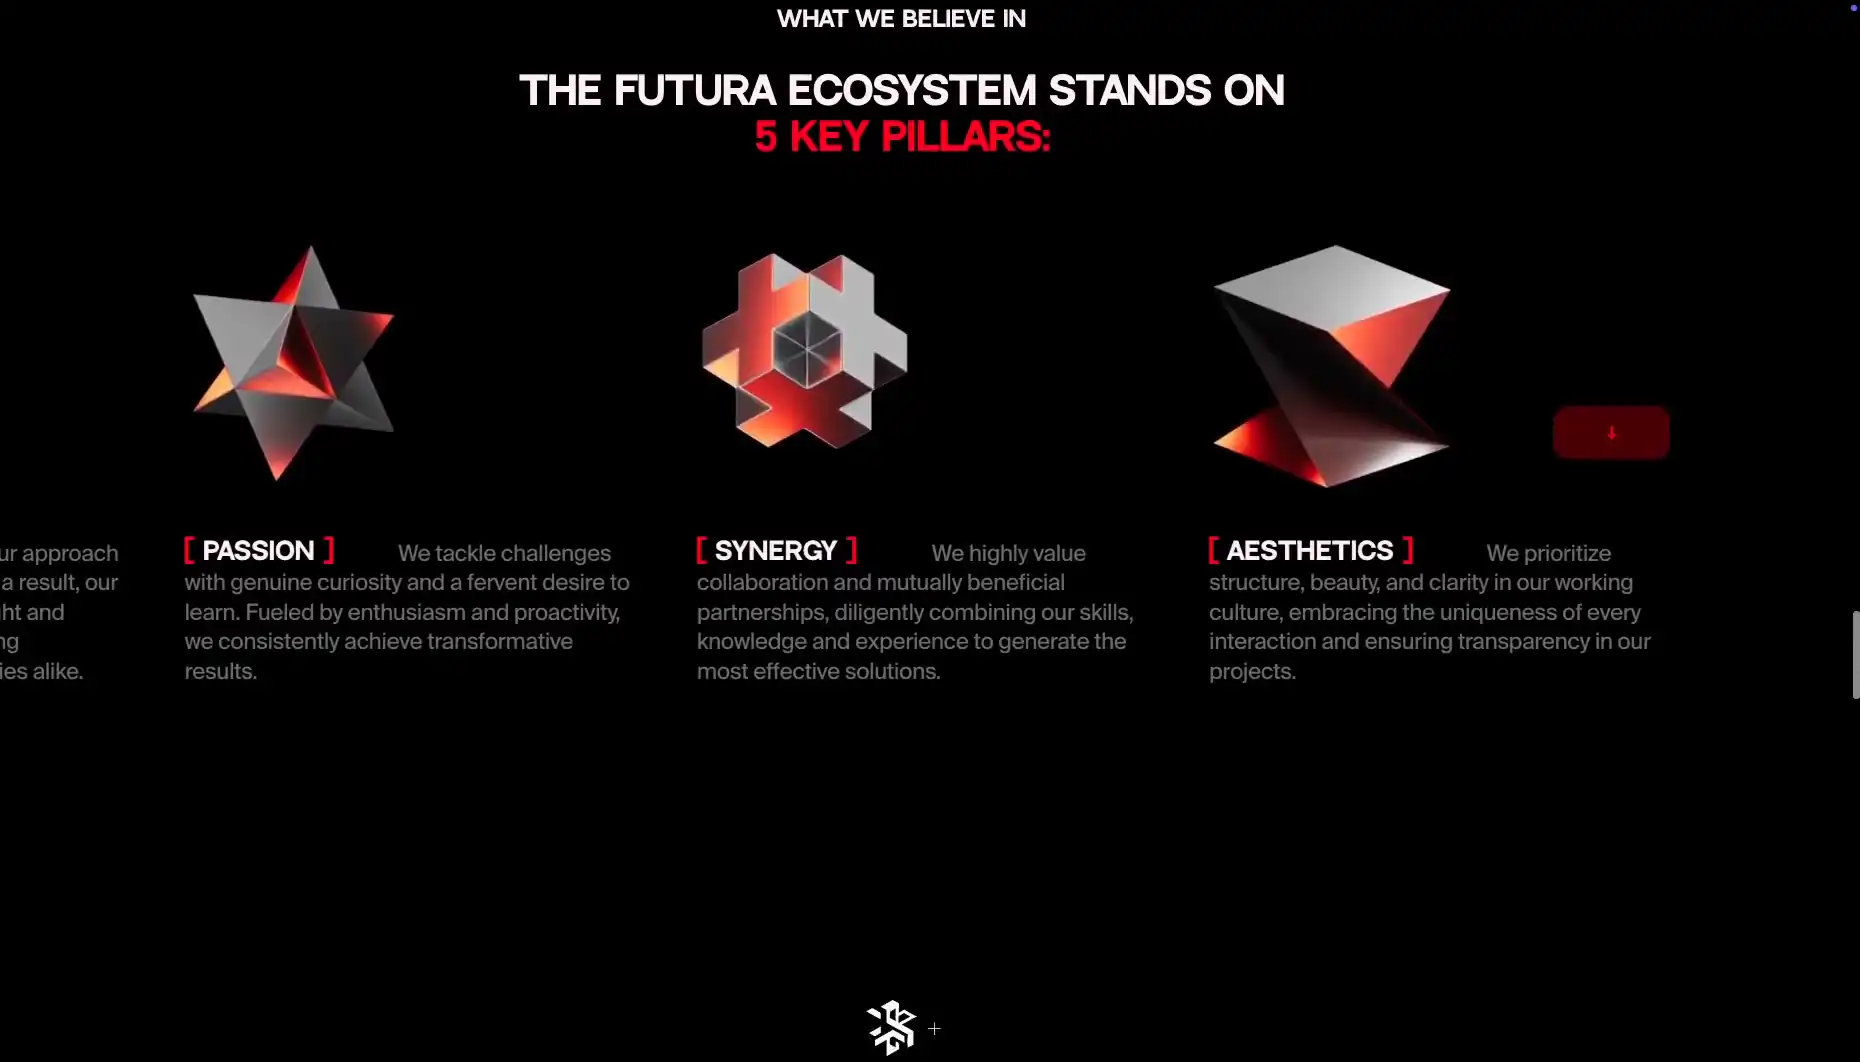 WHAT WE BELIEVE IN
THE FUTURA ECOSYSTEM STANDS ON
5 KEY PILLARS:
ur approach
a result, our
ht and
ng
ies alike.
[ PASSION ] We tackle challenges
with genuine curiosity and a fervent desire to
learn. Fueled by enthusiasm and proactivity,
we consistently achieve transformative
results.
[ SYNERGY ] We highly value
collaboration and mutually beneficial
partnerships, diligently combining our skills,
knowledge and experience to generate the
most effective solutions.
[ AESTHETICS ] We prioritize
structure, beauty, and clarity in our working
culture, embracing the uniqueness of every
interaction and ensuring transparency in our
projects.